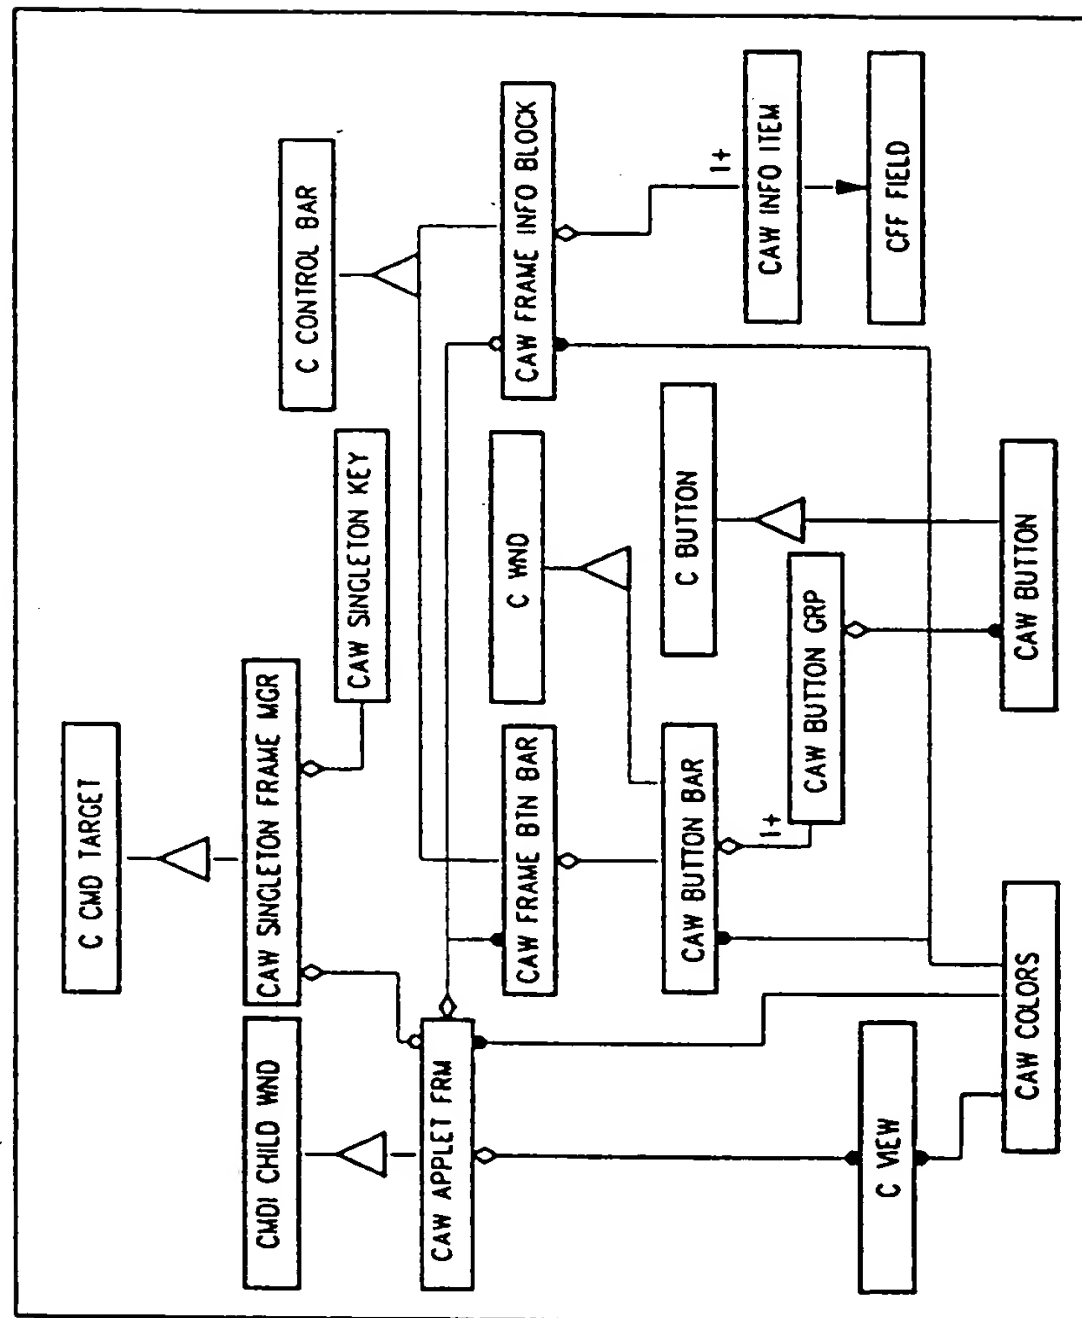 C CMD TARGET
CMDI CHILD WND
CAW SINGLETON FRAME MGR
C CONTROL BAR
CAW SINGLETON KEY
CAW APPLET FRM
CAW FRAME BTN BAR
C WND
CAW FRAME INFO BLOCK
CAW BUTTON BAR
C BUTTON
1+
1+
CAW INFO ITEM
CAW BUTTON GRP
C VIEW
CFF FIELD
CAW COLORS
CAW BUTTON